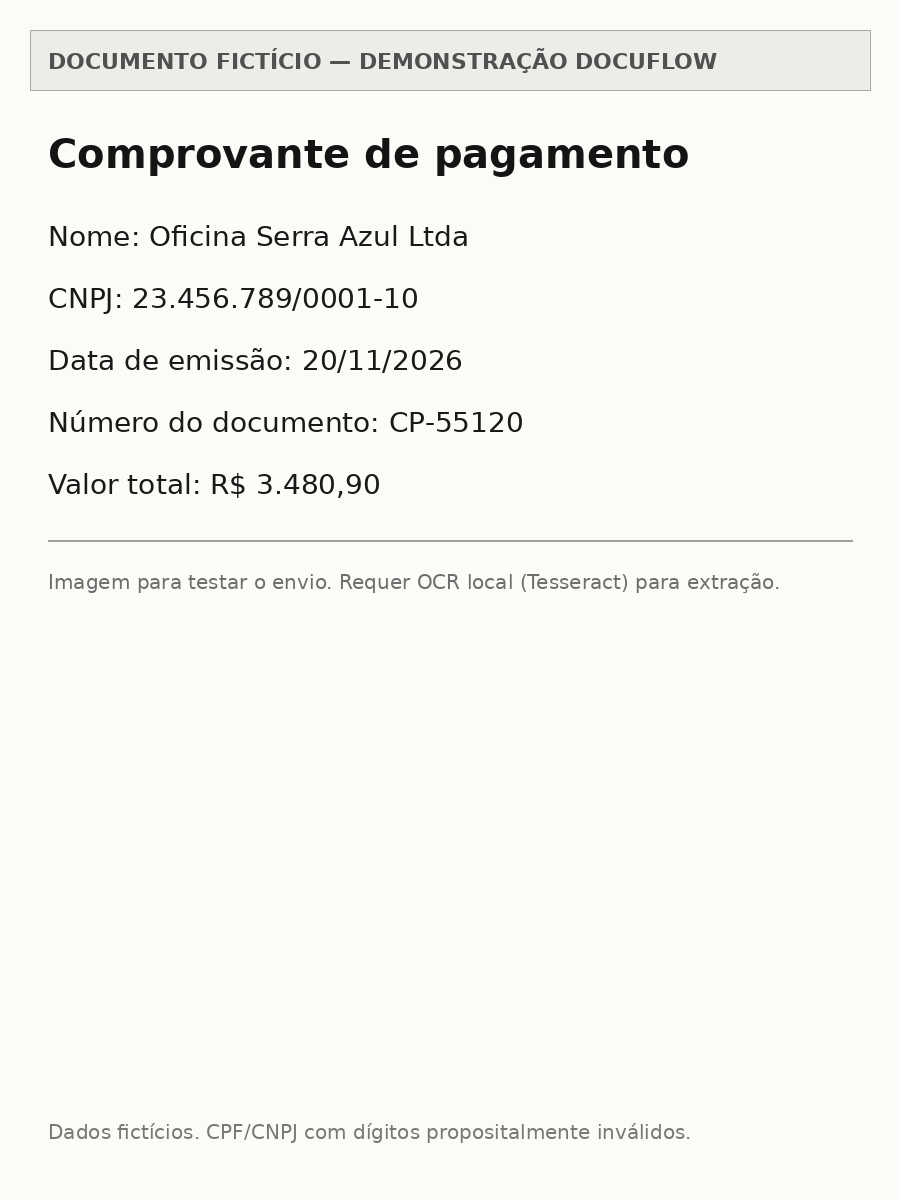 DOCUMENTO FICTÍCIO — DEMONSTRAÇÃO DOCUFLOW
Comprovante de pagamento
Nome: Oficina Serra Azul Ltda
CNPJ: 23.456.789/0001-10
Data de emissão: 20/11/2026
Número do documento: CP-55120
Valor total: R$ 3.480,90
Imagem para testar o envio. Requer OCR local (Tesseract) para extração.
Dados fictícios. CPF/CNPJ com dígitos propositalmente inválidos.